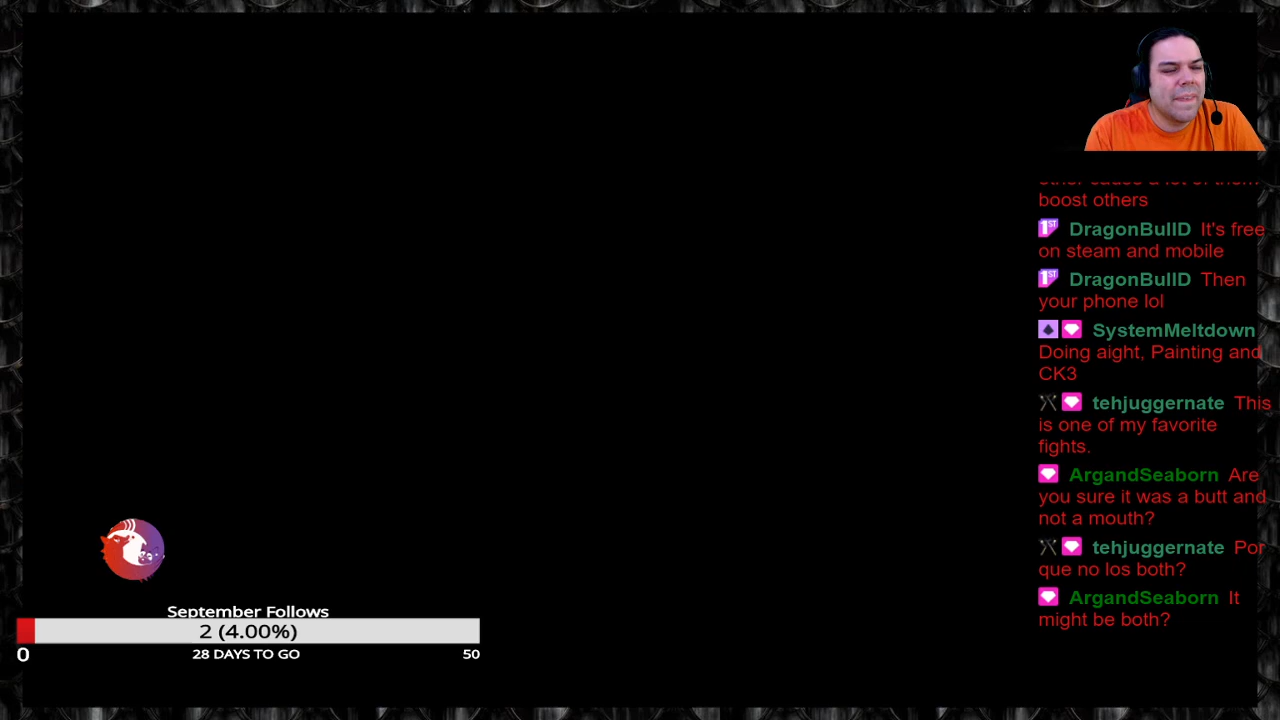 boost others
DragonBullD It's free
on steam and mobile
DragonBullD Then
your phone lol
SystemMeltdown
Doing aight, Painting and
CK3
tehjuggernate This
is one of my favorite
fights.
ArgandSeaborn Are
you sure it was a butt and
not a mouth?
tehjuggernate Por
que no los both?
ArgandSeaborn It
might be both?
September Follows
2 (4.00%)
0 28 DAYS TO GO 50